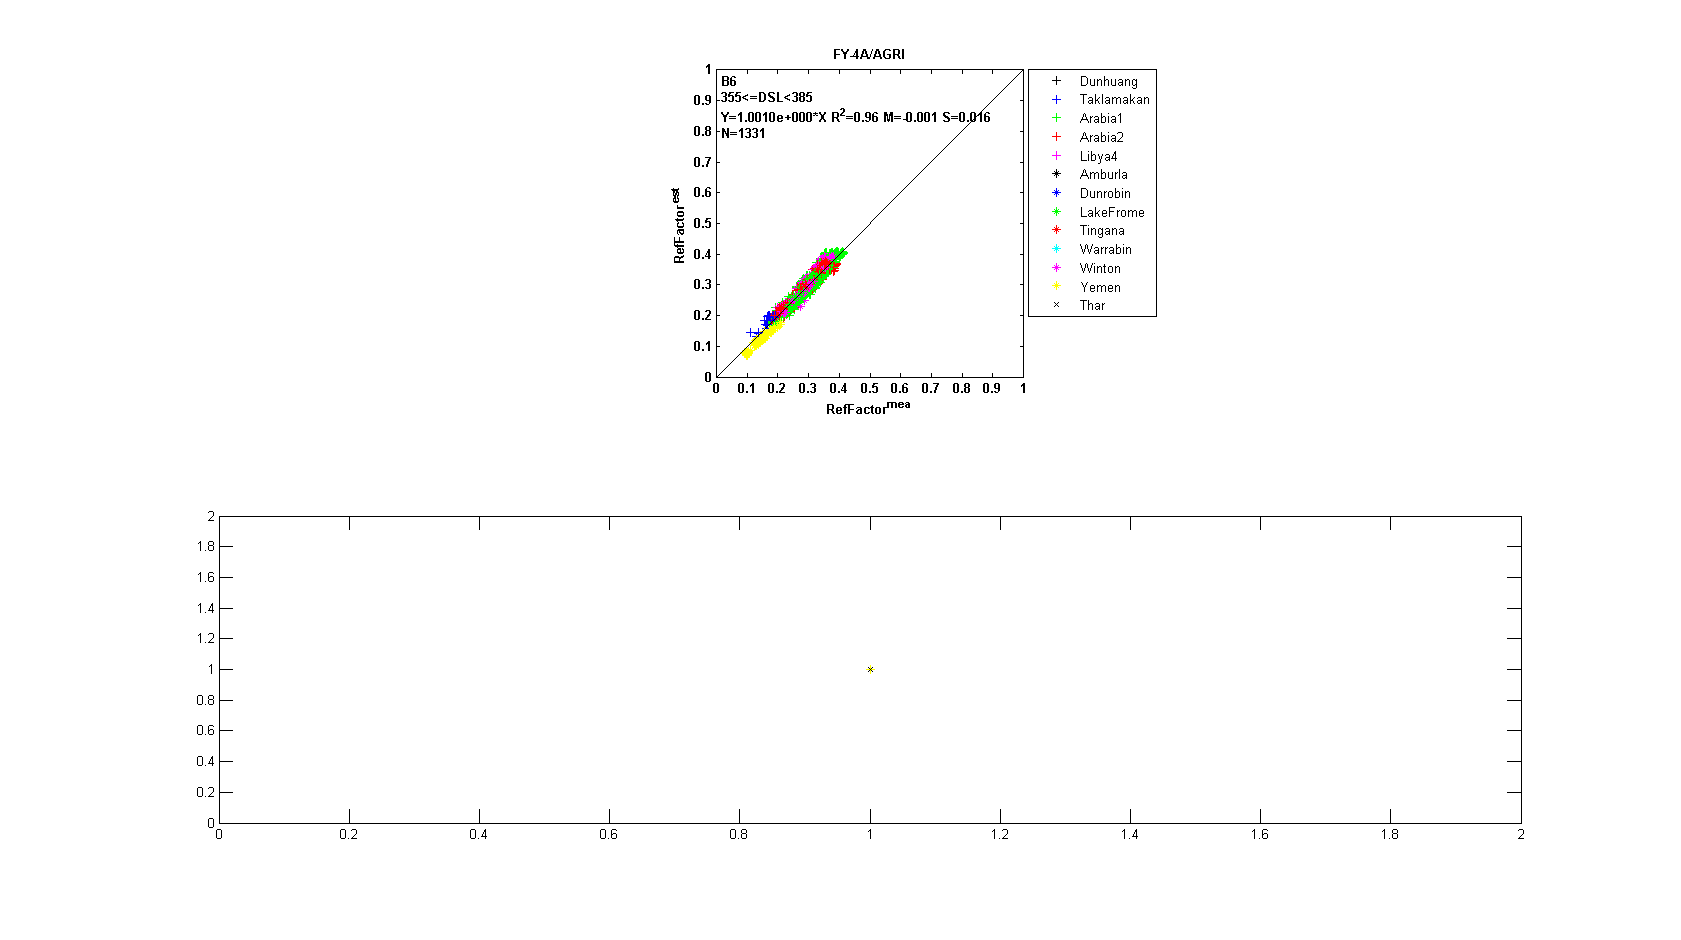 FY-4A/AGRI
B6
355<=DSL<385
Y=1.0010e+000*X R2=0.96 M=-0.001 S=0.016
N=1331
1
0.9
0.8
0.7
0.6
0.5
0.4
0.3
0.2
0.1
0
RefFactorest
0 0.1 0.2 0.3 0.4 0.5 0.6 0.7 0.8 0.9 1
RefFactormea
Dunhuang
Taklamakan
Arabia1
Arabia2
Libya4
Amburla
Dunrobin
LakeFrome
Tingana
Warrabin
Winton
Yemen
Thar
2
1.8
1.6
1.4
1.2
1
0.8
0.6
0.4
0.2
0
0 0.2 0.4 0.6 0.8 1 1.2 1.4 1.6 1.8 2